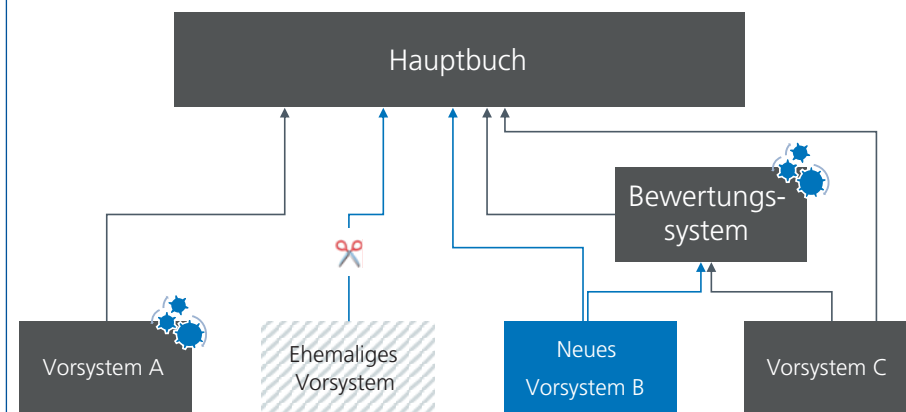 Hauptbuch
Bewertungs-
system
Vorsystem A
Ehemaliges
Vorsystem
Neues
Vorsystem B
Vorsystem C